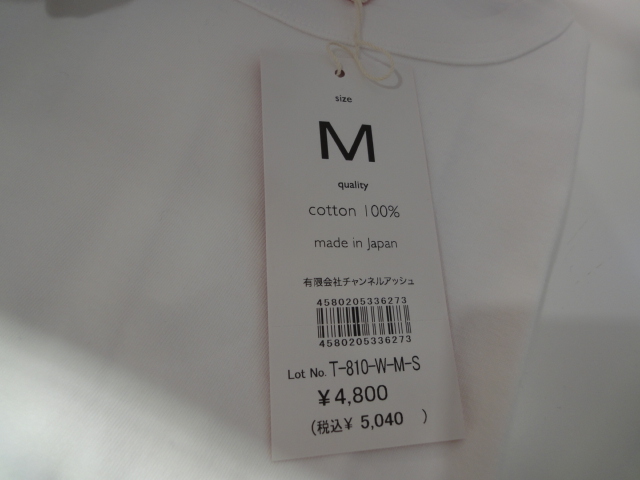 size
M
quality
cotton 100%
made in Japan
有限会社チャンネルアッシュ
4580205336273
4580205336273
Lot No. T-810-W-M-S
¥4,800
(税込¥ 5,040 )